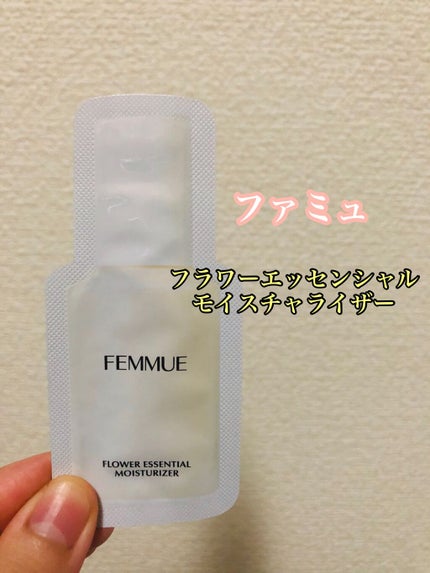 ファミュ
フラワーエッセンシャル
モイスチャライザー
FEMMUE
FLOWER ESSENTIAL
MOISTURIZER